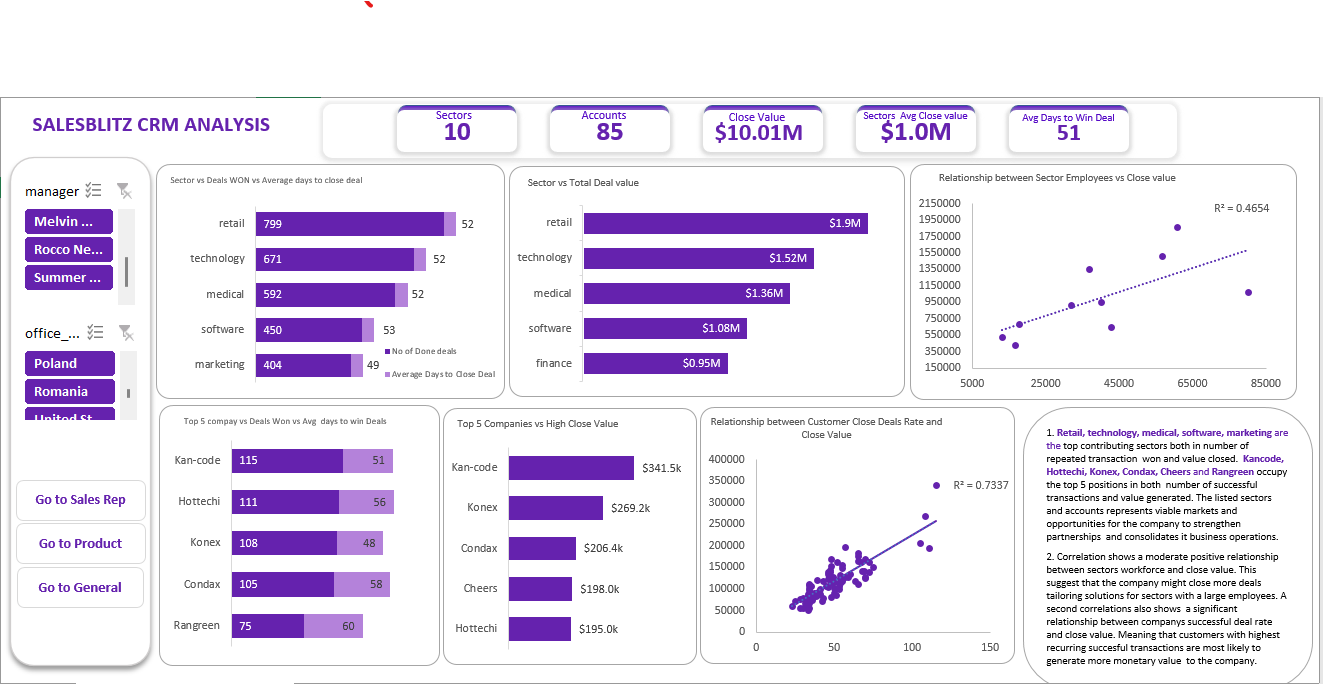 SALESBLITZ CRM ANALYSIS
Sectors
10
Accounts
85
Close Value
$10.01M
Sectors Avg Close value
$1.0M
Avg Days to Win Deal
51
manager
Melvin ...
Rocco Ne...
Summer ...
office_...
Poland
Romania
United St
Go to Sales Rep
Go to Product
Go to General
Sector vs Deals WON vs Average days to close deal
retail 799 52
technology 671 52
medical 592 52
software 450 53
marketing 404 49
No of Done deals
Average Days to Close Deal
Sector vs Total Deal value
retail $1.9M
technology $1.52M
medical $1.36M
software $1.08M
finance $0.95M
Relationship between Sector Employees vs Close value
R² = 0.4654
2150000
1950000
1750000
1550000
1350000
1150000
950000
750000
550000
350000
150000
5000 25000 45000 65000 85000
Top 5 compay vs Deals Won vs Avg days to win Deals
Kan-code 115 51
Hottechi 111 56
Konex 108 48
Condax 105 58
Rangreen 75 60
Top 5 Companies vs High Close Value
Kan-code $341.5k
Konex $269.2k
Condax $206.4k
Cheers $198.0k
Hottechi $195.0k
Relationship between Customer Close Deals Rate and
Close Value
R² = 0.7337
400000
350000
300000
250000
200000
150000
100000
50000
0
0 50 100 150
1. Retail, technology, medical, software, marketing are
the top contributing sectors both in number of
repeated transaction won and value closed. Kancode,
Hottechi, Konex, Condax, Cheers and Rangreen occupy
the top 5 positions in both number of successful
transactions and value generated. The listed sectors
and accounts represents viable markets and
opportunities for the company to strengthen
partnerships and consolidates it business operations.
2. Correlation shows a moderate positive relationship
between sectors workforce and close value. This
suggest that the company might close more deals
tailoring solutions for sectors with a large employees. A
second correlations also shows a significant
relationship between companys successful deal rate
and close value. Meaning that customers with highest
recurring succesful transactions are most likely to
generate more monetary value to the company.